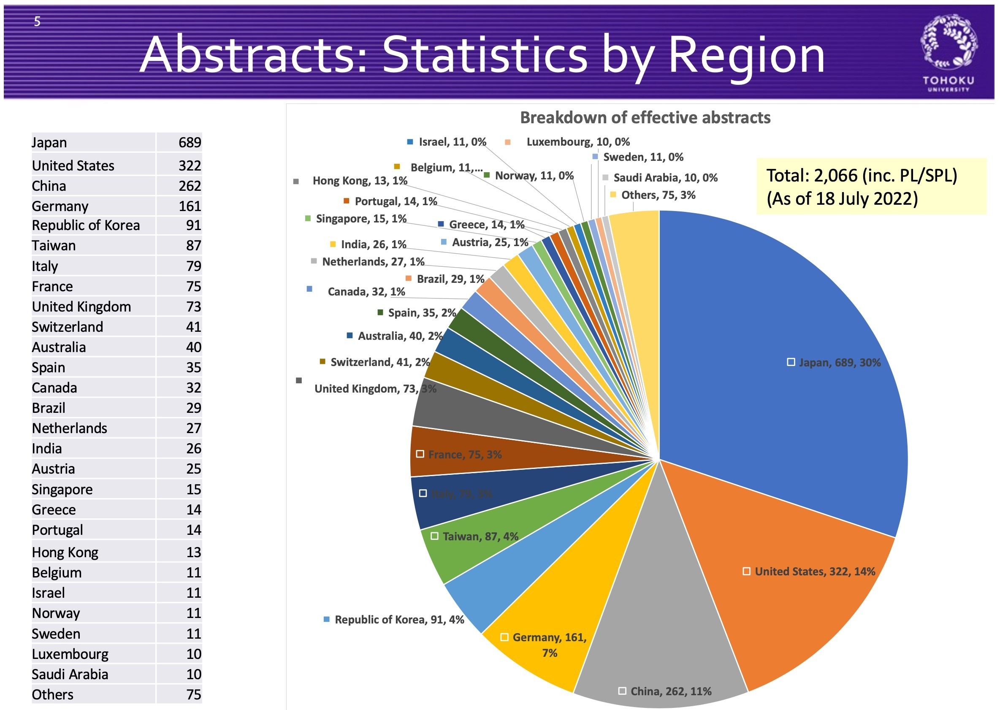 5
Abstracts: Statistics by Region
TOHOKU
UNIVERSITY
Japan 689
United States 322
China 262
Germany 161
Republic of Korea 91
Taiwan 87
Italy 79
France 75
United Kingdom 73
Switzerland 41
Australia 40
Spain 35
Canada 32
Brazil 29
Netherlands 27
India 26
Austria 25
Singapore 15
Greece 14
Portugal 14
Hong Kong 13
Belgium 11
Israel 11
Norway 11
Sweden 11
Luxembourg 10
Saudi Arabia 10
Others 75
Breakdown of effective abstracts
Total: 2,066 (inc. PL/SPL)
(As of 18 July 2022)
Israel, 11, 0%
Luxembourg, 10, 0%
Sweden, 11, 0%
Belgium, 11,...
Norway, 11, 0%
Saudi Arabia, 10, 0%
Hong Kong, 13, 1%
Others, 75, 3%
Portugal, 14, 1%
Singapore, 15, 1%
Greece, 14, 1%
India, 26, 1%
Austria, 25, 1%
Netherlands, 27, 1%
Brazil, 29, 1%
Canada, 32, 1%
Spain, 35, 2%
Australia, 40, 2%
Switzerland, 41, 2%
United Kingdom, 73, 3%
Japan, 689, 30%
France, 75, 3%
Italy, 79, 3%
Taiwan, 87, 4%
United States, 322, 14%
Republic of Korea, 91, 4%
Germany, 161,
7%
China, 262, 11%